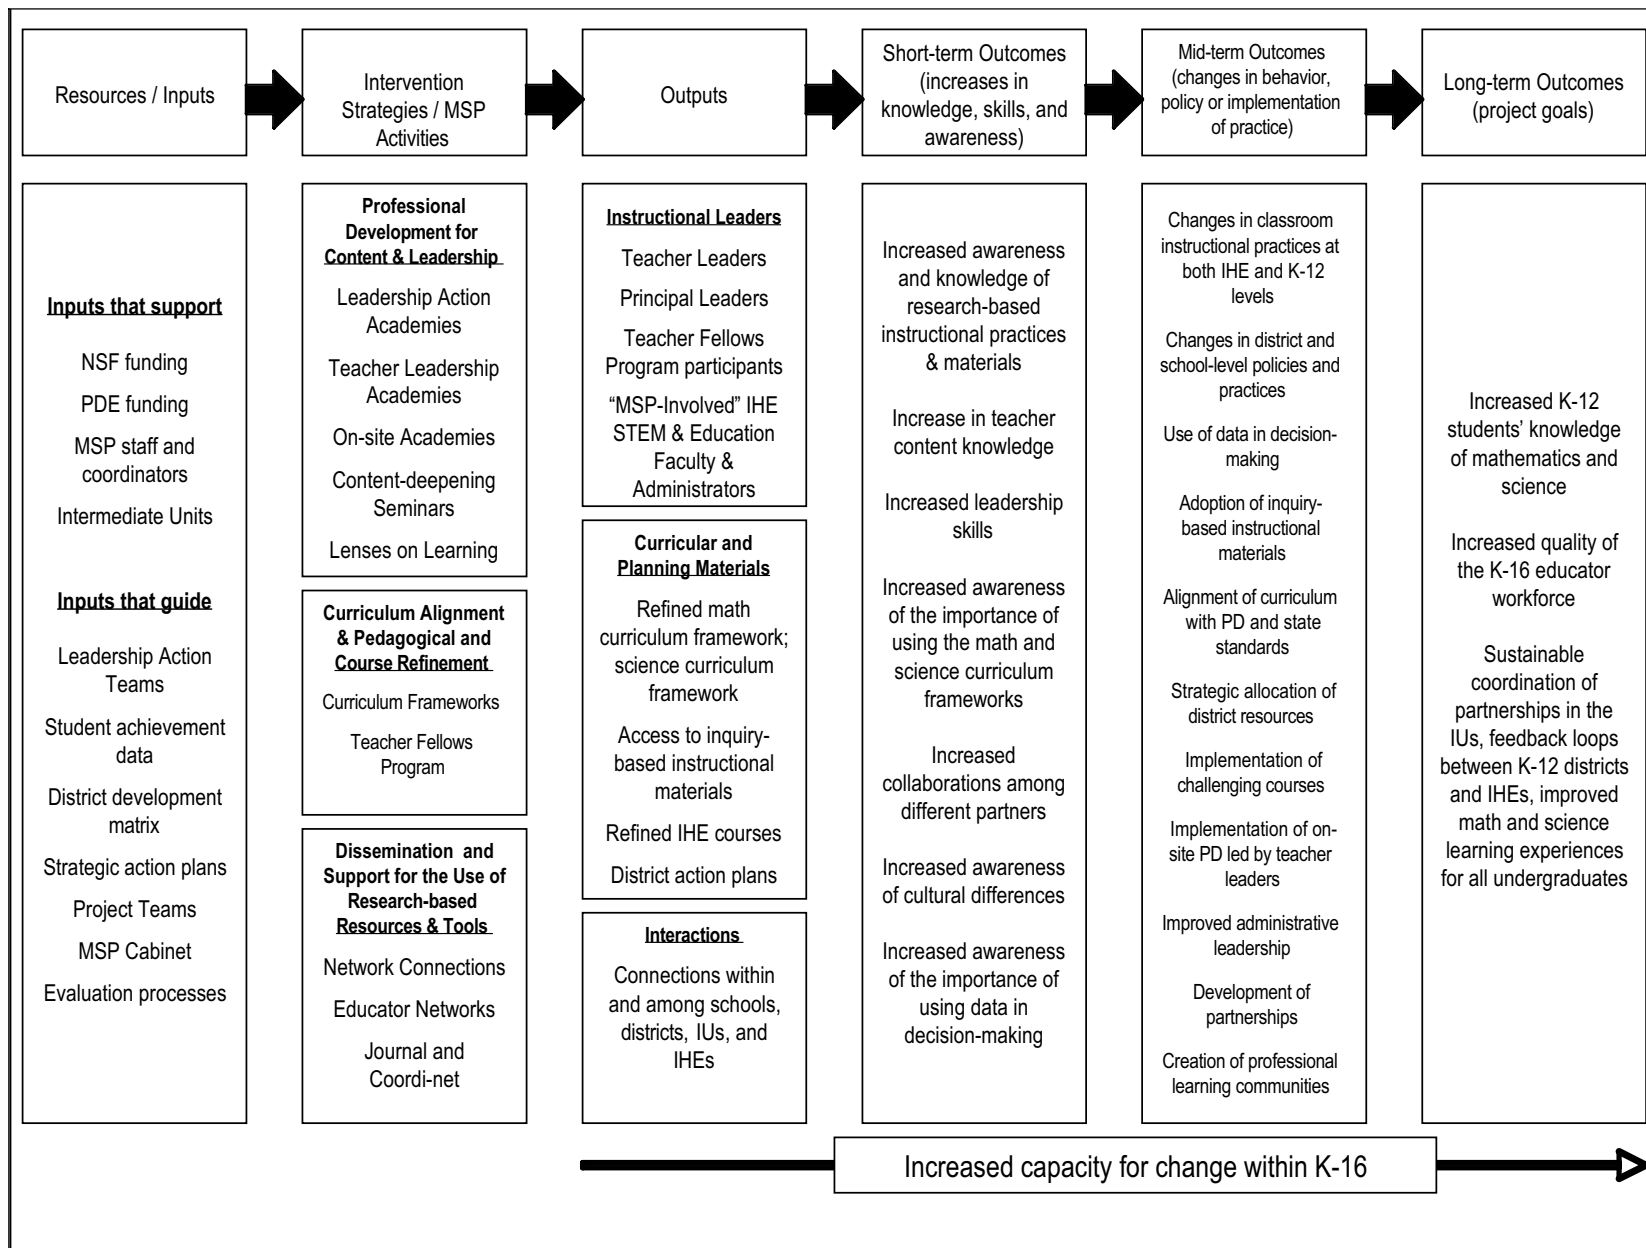 Resources / Inputs
Intervention
Strategies / MSP
Activities
Outputs
Short-term Outcomes
(increases in
knowledge, skills, and
awareness)
Mid-term Outcomes
(changes in behavior,
policy or implementation
of practice)
Long-term Outcomes
(project goals)
Inputs that support
NSF funding
PDE funding
MSP staff and
coordinators
Intermediate Units
Inputs that guide
Leadership Action
Teams
Student achievement
data
District development
matrix
Strategic action plans
Project Teams
MSP Cabinet
Evaluation processes
Professional
Development for
Content & Leadership
Leadership Action
Academies
Teacher Leadership
Academies
On-site Academies
Content-deepening
Seminars
Lenses on Learning
Curriculum Alignment
& Pedagogical and
Course Refinement
Curriculum Frameworks
Teacher Fellows
Program
Dissemination and
Support for the Use of
Research-based
Resources & Tools
Network Connections
Educator Networks
Journal and
Coordi-net
Instructional Leaders
Teacher Leaders
Principal Leaders
Teacher Fellows
Program participants
“MSP-Involved” IHE
STEM & Education
Faculty &
Administrators
Curricular and
Planning Materials
Refined math
curriculum framework;
science curriculum
framework
Access to inquiry-
based instructional
materials
Refined IHE courses
District action plans
Interactions
Connections within
and among schools,
districts, IUs, and
IHEs
Increased awareness
and knowledge of
research-based
instructional practices
& materials
Increase in teacher
content knowledge
Increased leadership
skills
Increased awareness
of the importance of
using the math and
science curriculum
frameworks
Increased
collaborations among
different partners
Increased awareness
of cultural differences
Increased awareness
of the importance of
using data in
decision-making
Changes in classroom
instructional practices at
both IHE and K-12
levels
Changes in district and
school-level policies and
practices
Use of data in decision-
making
Adoption of inquiry-
based instructional
materials
Alignment of curriculum
with PD and state
standards
Strategic allocation of
district resources
Implementation of
challenging courses
Implementation of on-
site PD led by teacher
leaders
Improved administrative
leadership
Development of
partnerships
Creation of professional
learning communities
Increased K-12
students’ knowledge
of mathematics and
science
Increased quality of
the K-16 educator
workforce
Sustainable
coordination of
partnerships in the
IUs, feedback loops
between K-12 districts
and IHEs, improved
math and science
learning experiences
for all undergraduates
Increased capacity for change within K-16